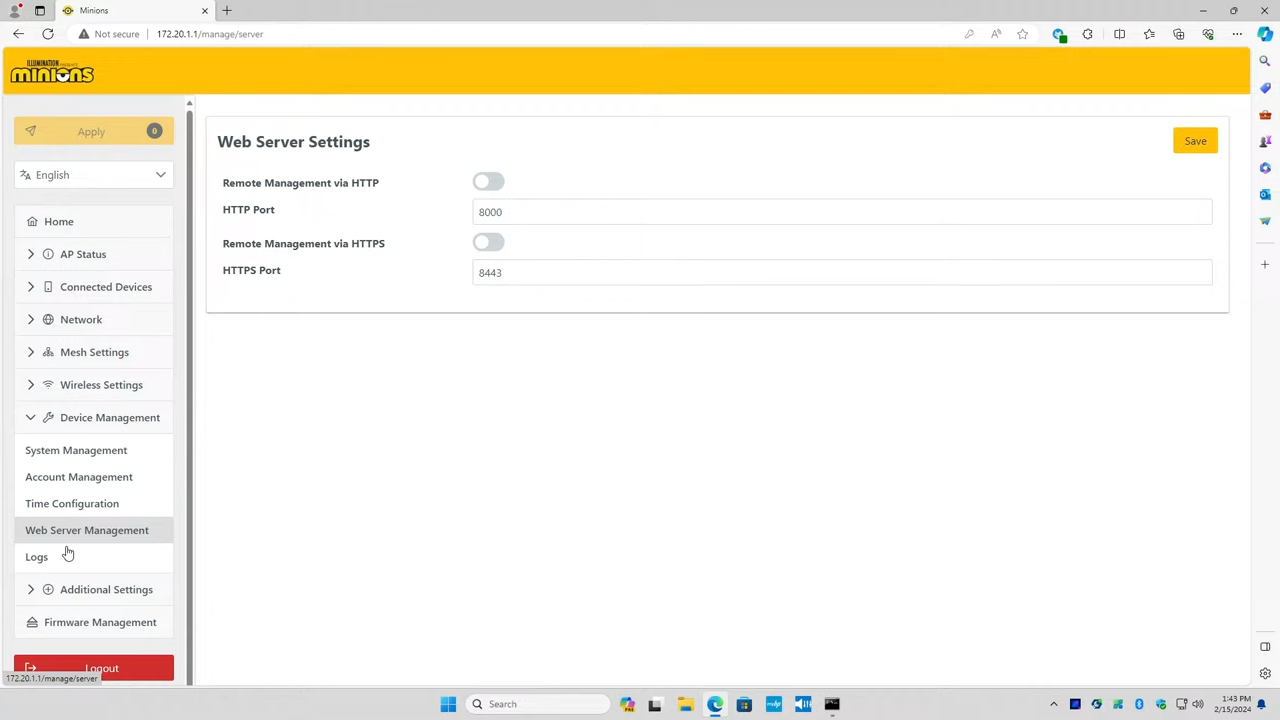 Minions
Not secure
172.20.1.1/manage/server
ILLUMINATION PRESENTS
minions
Apply
0
English
Home
AP Status
Connected Devices
Network
Mesh Settings
Wireless Settings
Device Management
System Management
Account Management
Time Configuration
Web Server Management
Logs
Additional Settings
Firmware Management
Logout
172.20.1.1/manage/server
Web Server Settings
Save
Remote Management via HTTP
HTTP Port
8000
Remote Management via HTTPS
HTTPS Port
8443
Search
1:43 PM
2/15/2024